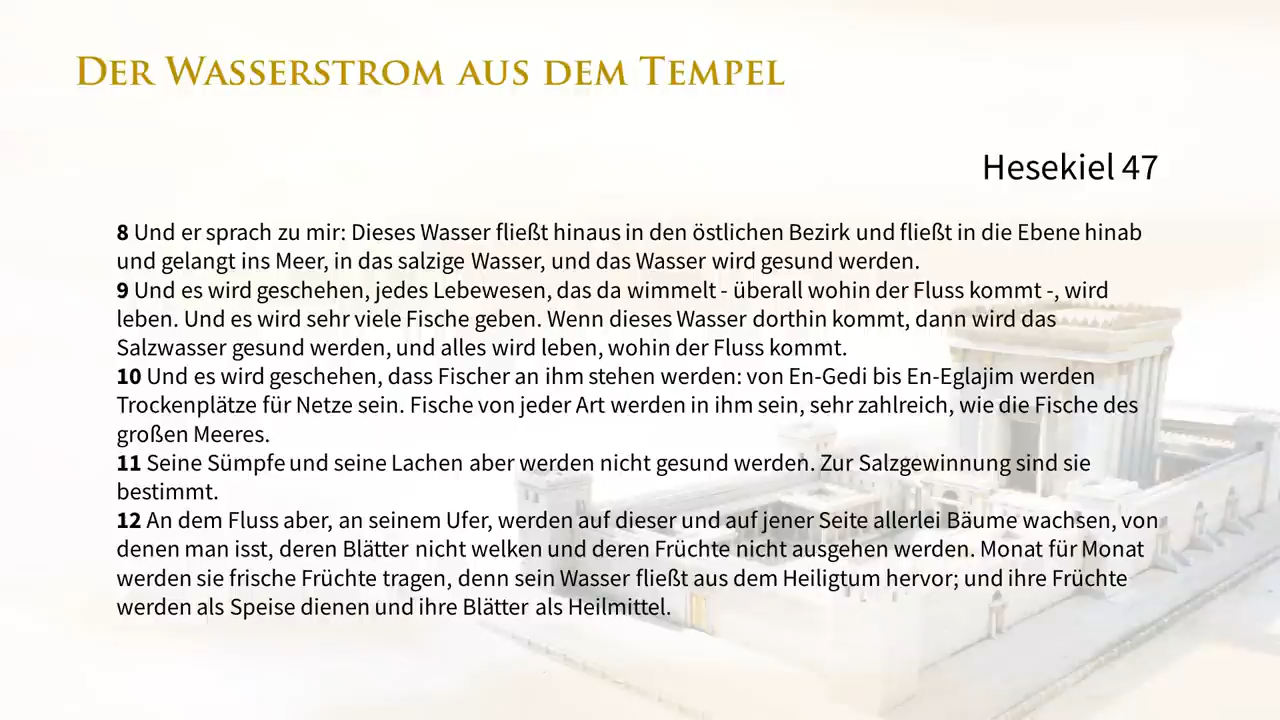 Der Wasserstrom aus dem Tempel
Hesekiel 47
8 Und er sprach zu mir: Dieses Wasser fließt hinaus in den östlichen Bezirk und fließt in die Ebene hinab
und gelangt ins Meer, in das salzige Wasser, und das Wasser wird gesund werden.
9 Und es wird geschehen, jedes Lebewesen, das da wimmelt - überall wohin der Fluss kommt -, wird
leben. Und es wird sehr viele Fische geben. Wenn dieses Wasser dorthin kommt, dann wird das
Salzwasser gesund werden, und alles wird leben, wohin der Fluss kommt.
10 Und es wird geschehen, dass Fischer an ihm stehen werden: von En-Gedi bis En-Eglajim werden
Trockenplätze für Netze sein. Fische von jeder Art werden in ihm sein, sehr zahlreich, wie die Fische des
großen Meeres.
11 Seine Sümpfe und seine Lachen aber werden nicht gesund werden. Zur Salzgewinnung sind sie
bestimmt.
12 An dem Fluss aber, an seinem Ufer, werden auf dieser und auf jener Seite allerlei Bäume wachsen, von
denen man isst, deren Blätter nicht welken und deren Früchte nicht ausgehen werden. Monat für Monat
werden sie frische Früchte tragen, denn sein Wasser fließt aus dem Heiligtum hervor; und ihre Früchte
werden als Speise dienen und ihre Blätter als Heilmittel.